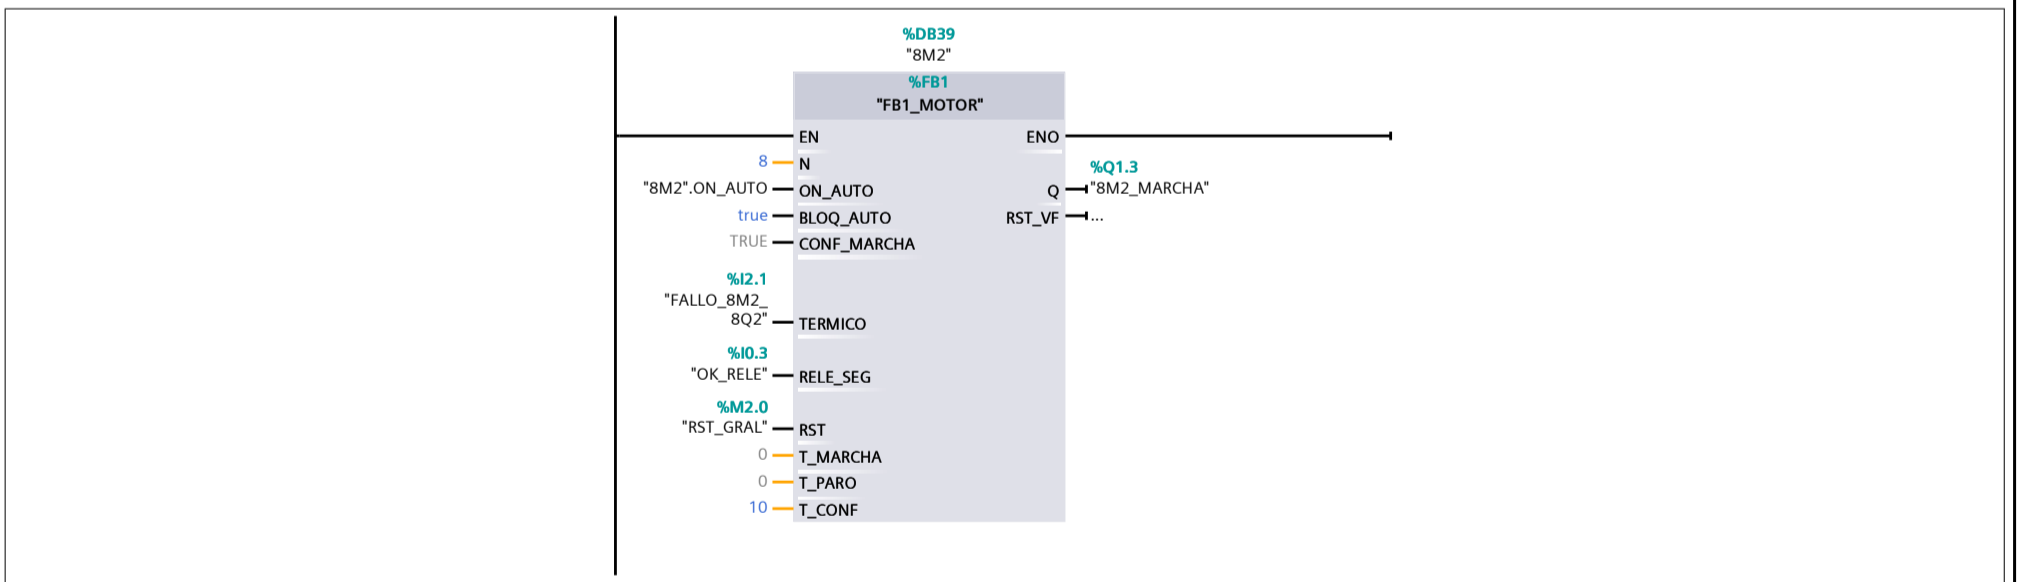 %DB39
"8M2"
%FB1
"FB1_MOTOR"
EN ENO
8 N
%Q1.3
"8M2".ON_AUTO ON_AUTO Q "8M2_MARCHA"
true BLOQ_AUTO RST_VF ...
TRUE CONF_MARCHA
%I2.1
"FALLO_8M2_
8Q2" TERMICO
%I0.3
"OK_RELE" RELE_SEG
%M2.0
"RST_GRAL" RST
0 T_MARCHA
0 T_PARO
10 T_CONF